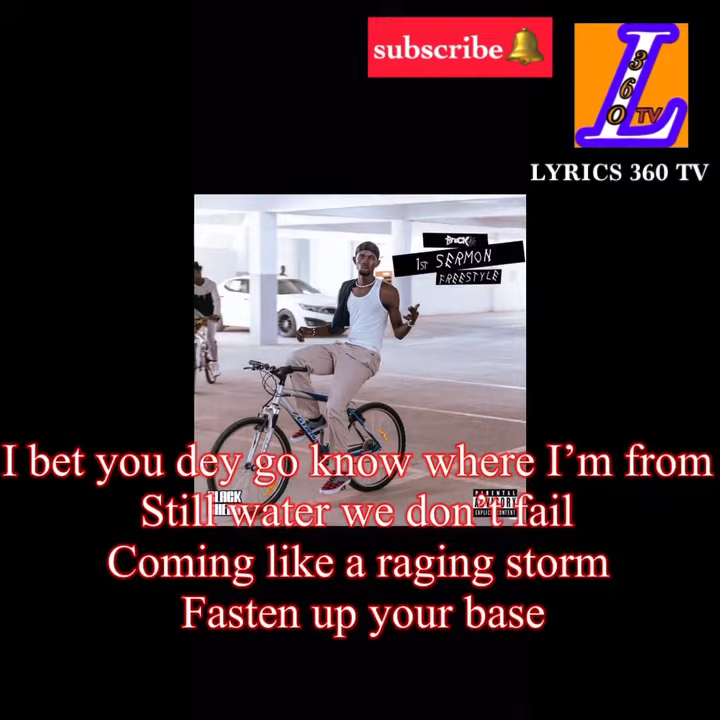 subscribe
3
6
0
TV
L
LYRICS 360 TV
1ST SERMON
FREESTYLE
I bet you dey go know where I’m from
Still water we don’t fail
Coming like a raging storm
Fasten up your base
BLACK
PARENTAL
ADVISORY
EXPLICIT CONTENT